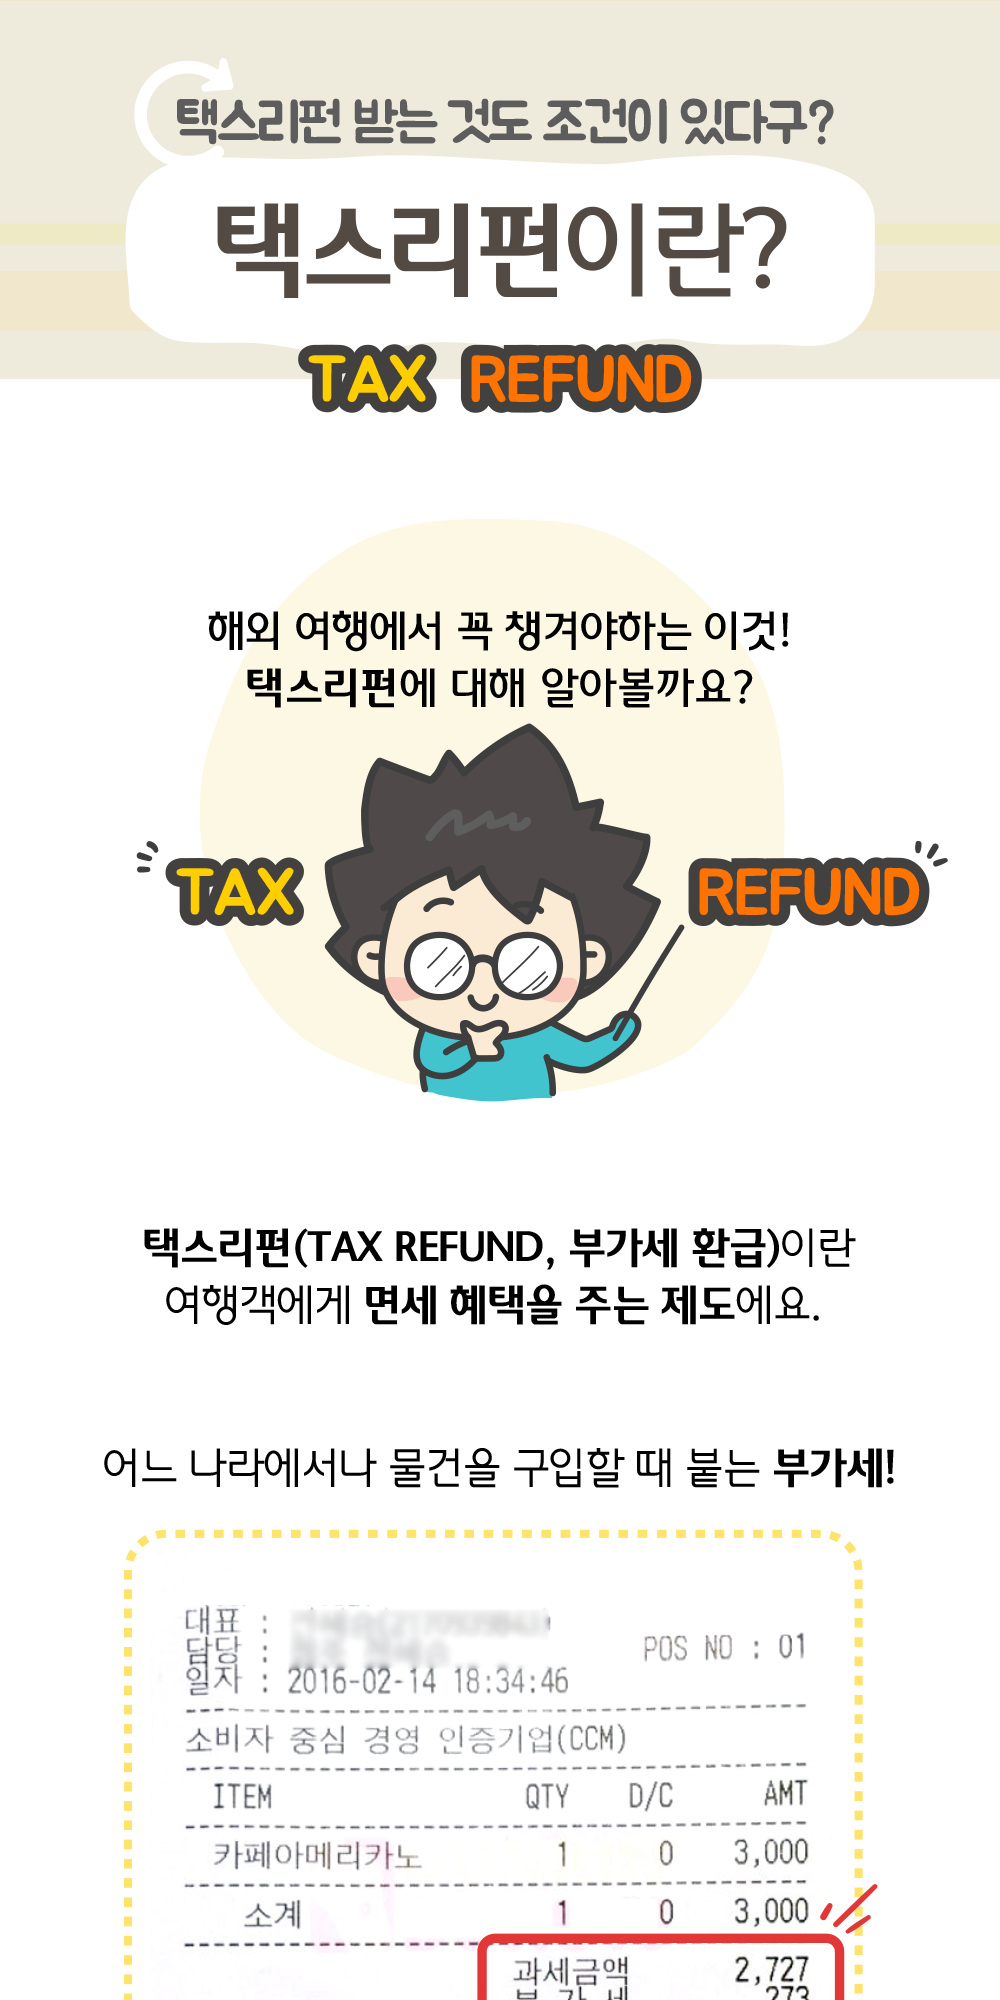 택스리펀 받는 것도 조건이 있다구?
택스리펀이란?
TAX REFUND
해외 여행에서 꼭 챙겨야하는 이것!
택스리펀에 대해 알아볼까요?
TAX
REFUND
택스리펀(TAX REFUND, 부가세 환급)이란
여행객에게 면세 혜택을 주는 제도에요.
어느 나라에서나 물건을 구입할 때 붙는 부가세!
대표 :
담당 :
POS NO : 01
일자 : 2016-02-14 18:34:46
소비자 중심 경영 인증기업(CCM)
ITEM QTY D/C AMT
카페아메리카노 1 0 3,000
소계 1 0 3,000
과세금액 2,727
부 가 세 273